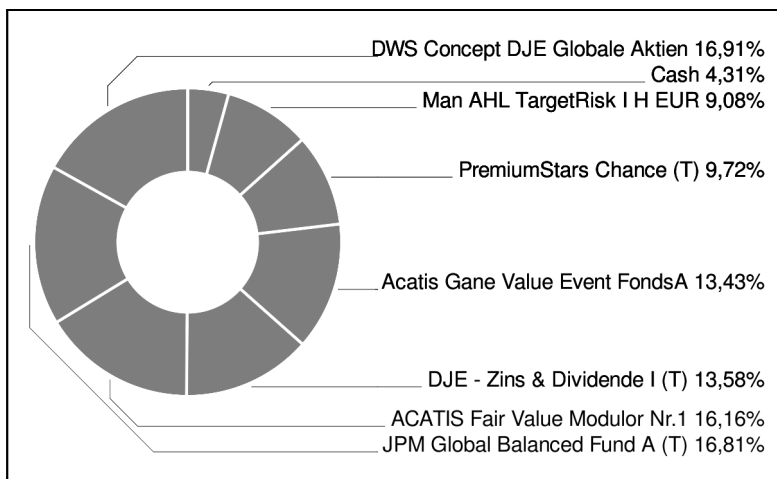 DWS Concept DJE Globale Aktien 16,91%
Cash 4,31%
Man AHL TargetRisk I H EUR 9,08%
PremiumStars Chance (T) 9,72%
Acatis Gane Value Event FondsA 13,43%
DJE - Zins & Dividende I (T) 13,58%
ACATIS Fair Value Modulor Nr.1 16,16%
JPM Global Balanced Fund A (T) 16,81%